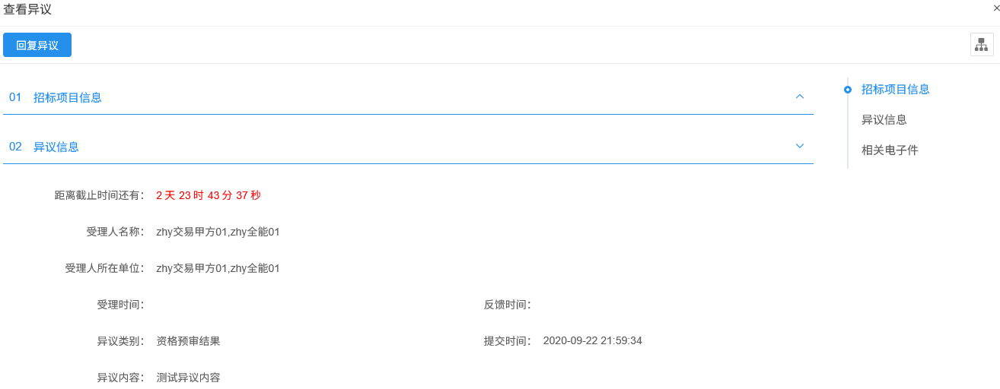 查看异议
×
回复异议
01 招标项目信息
招标项目信息
异议信息
相关电子件
02 异议信息
距离截止时间还有： 2 天 23 时 43 分 37 秒
受理人名称： zhy交易甲方01,zhy全能01
受理人所在单位： zhy交易甲方01,zhy全能01
受理时间： 反馈时间：
异议类别： 资格预审结果 提交时间： 2020-09-22 21:59:34
异议内容： 测试异议内容